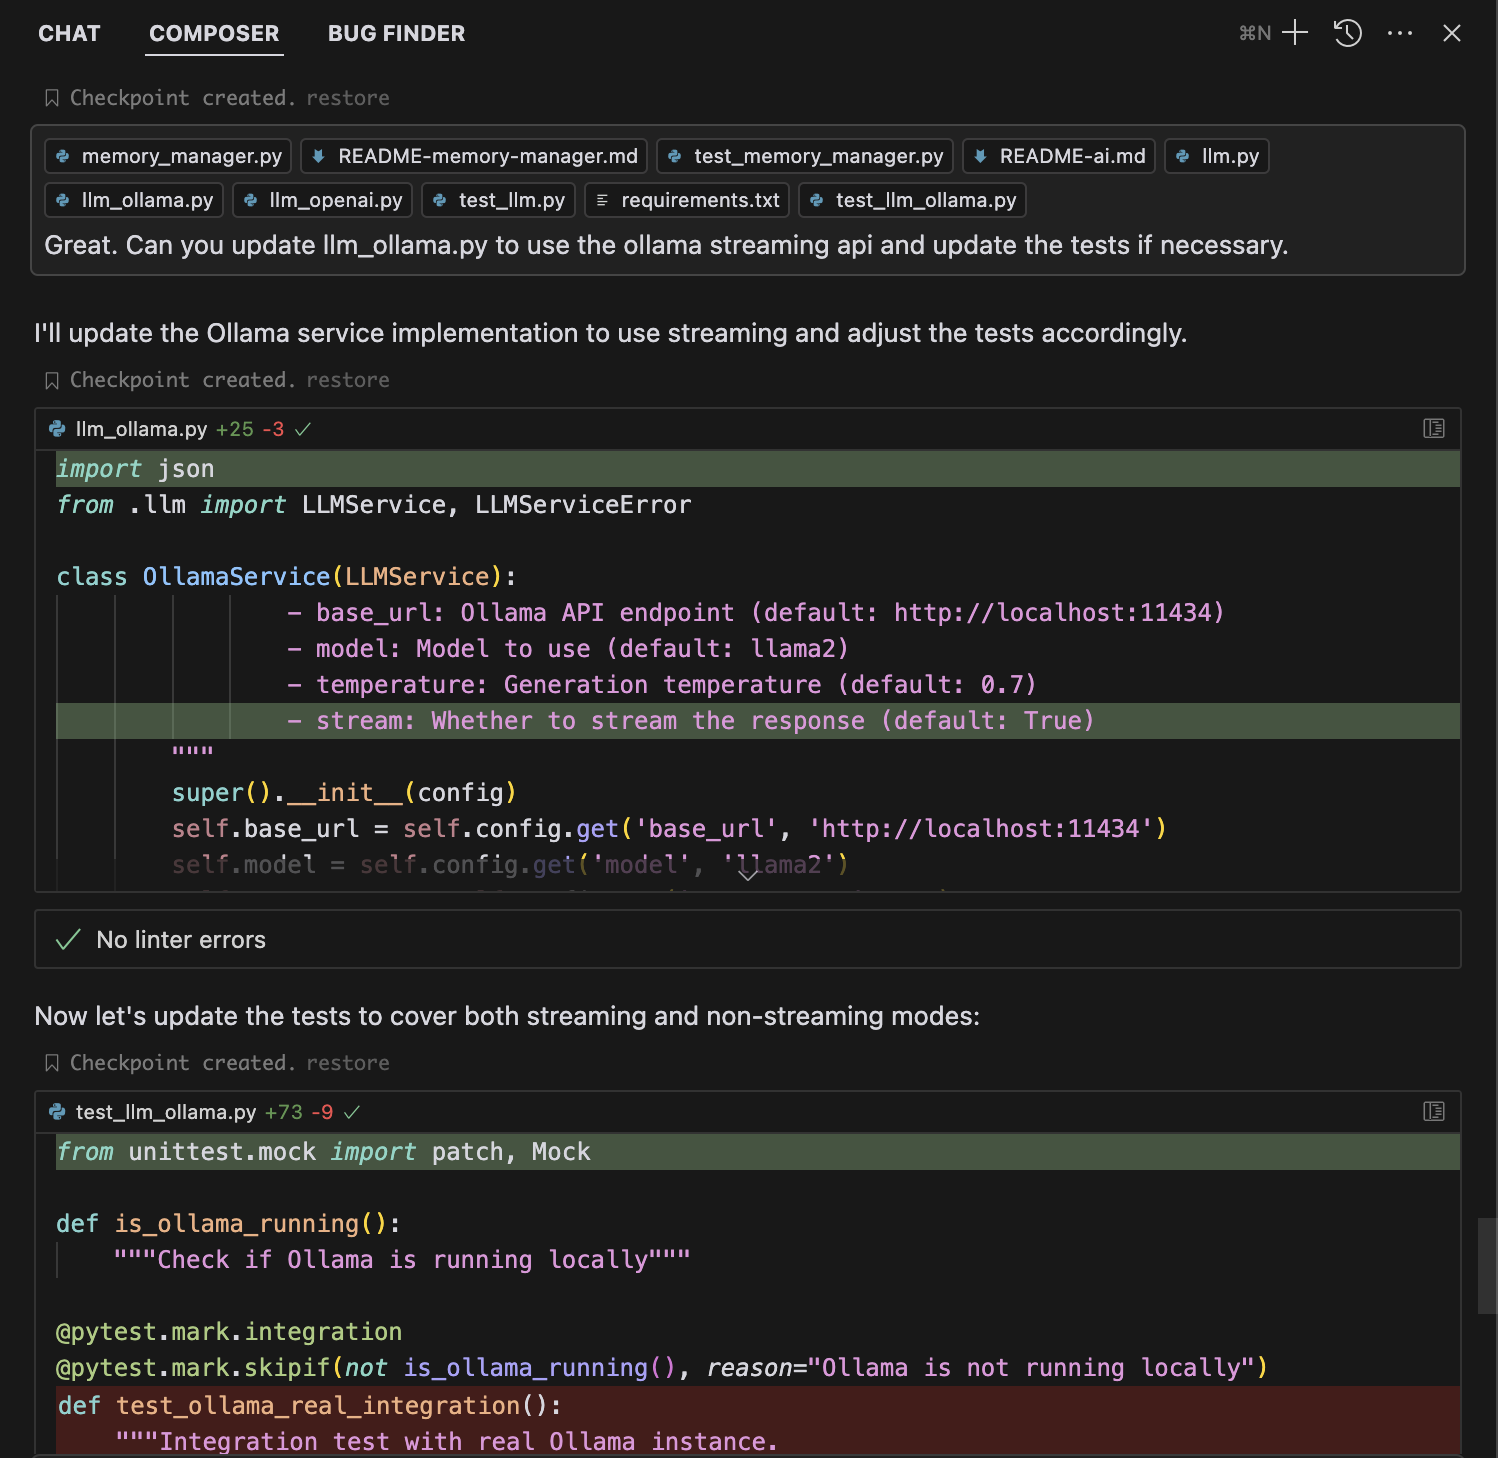 CHAT COMPOSER BUG FINDER ⌘N
Checkpoint created. restore
memory_manager.py README-memory-manager.md test_memory_manager.py README-ai.md llm.py
llm_ollama.py llm_openai.py test_llm.py requirements.txt test_llm_ollama.py
Great. Can you update llm_ollama.py to use the ollama streaming api and update the tests if necessary.
I'll update the Ollama service implementation to use streaming and adjust the tests accordingly.
Checkpoint created. restore
llm_ollama.py +25 -3
import json
from .llm import LLMService, LLMServiceError
class OllamaService(LLMService):
- base_url: Ollama API endpoint (default: http://localhost:11434)
- model: Model to use (default: llama2)
- temperature: Generation temperature (default: 0.7)
- stream: Whether to stream the response (default: True)
"""
super().__init__(config)
self.base_url = self.config.get('base_url', 'http://localhost:11434')
self.model = self.config.get('model', 'llama2')
No linter errors
Now let's update the tests to cover both streaming and non-streaming modes:
Checkpoint created. restore
test_llm_ollama.py +73 -9
from unittest.mock import patch, Mock
def is_ollama_running():
"""Check if Ollama is running locally"""
@pytest.mark.integration
@pytest.mark.skipif(not is_ollama_running(), reason="Ollama is not running locally")
def test_ollama_real_integration():
"""Integration test with real Ollama instance.